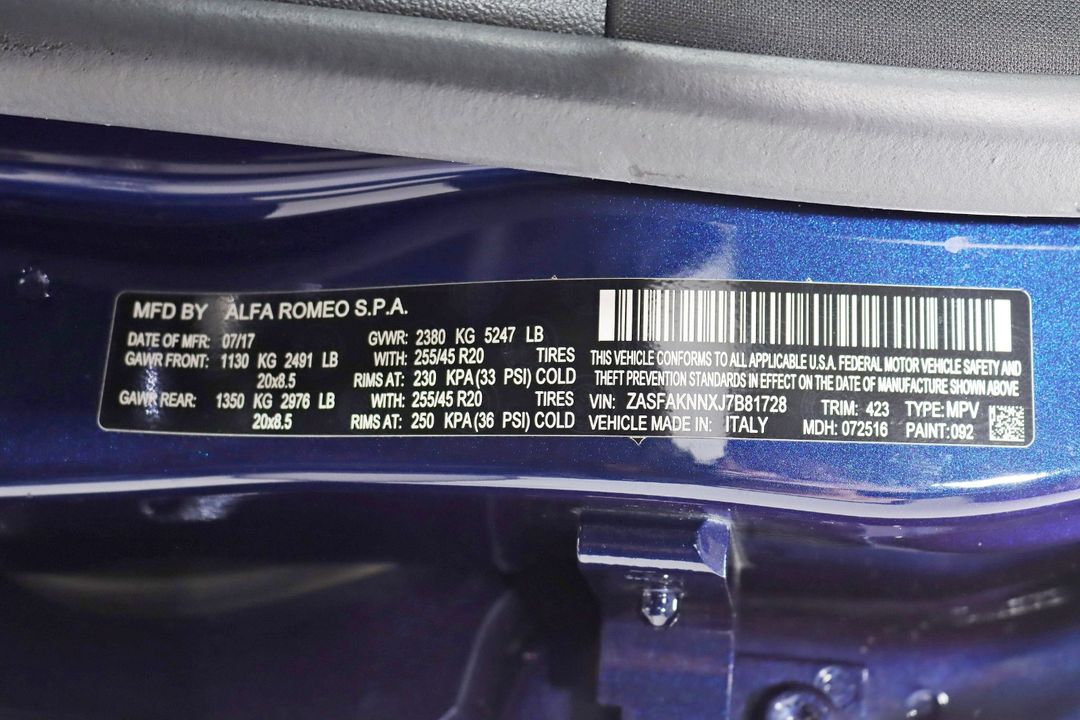 MFD BY ALFA ROMEO S.P.A.
DATE OF MFR: 07/17 GVWR: 2380 KG 5247 LB
GAWR FRONT: 1130 KG 2491 LB WITH: 255/45 R20 TIRES
20x8.5 RIMS AT: 230 KPA (33 PSI) COLD
GAWR REAR: 1350 KG 2976 LB WITH: 255/45 R20 TIRES
20x8.5 RIMS AT: 250 KPA (36 PSI) COLD
THIS VEHICLE CONFORMS TO ALL APPLICABLE U.S.A. FEDERAL MOTOR VEHICLE SAFETY AND
THEFT PREVENTION STANDARDS IN EFFECT ON THE DATE OF MANUFACTURE SHOWN ABOVE
VIN: ZASFAKNNXJ7B81728 TRIM: 423 TYPE: MPV
VEHICLE MADE IN: ITALY MDH: 072516 PAINT: 092